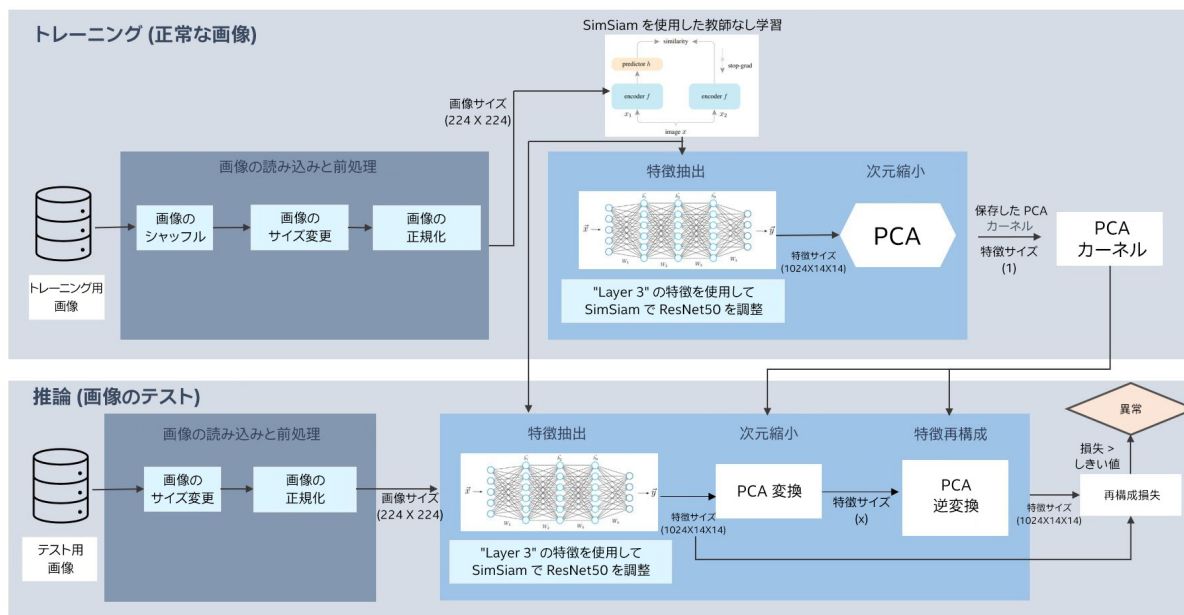 トレーニング (正常な画像)
SimSiam を使用した教師なし学習
similarity
predictor h
stop-grad
encoder f
encoder f
x₁
x₂
image x
画像サイズ
(224 X 224)
画像の読み込みと前処理
画像の
シャッフル
画像の
サイズ変更
画像の
正規化
トレーニング用
画像
特徴抽出
W₁
W₂
"Layer 3" の特徴を使用して
SimSiam で ResNet50 を調整
特徴サイズ
(1024X14X14)
次元縮小
PCA
保存した PCA
カーネル
特徴サイズ
(1)
PCA
カーネル
推論 (画像のテスト)
画像の読み込みと前処理
画像の
サイズ変更
画像の
正規化
テスト用
画像
画像サイズ
(224 X 224)
特徴抽出
W₁
W₂
"Layer 3" の特徴を使用して
SimSiam で ResNet50 を調整
特徴サイズ
(1024X14X14)
次元縮小
PCA 変換
特徴サイズ
(x)
特徴再構成
PCA
逆変換
特徴サイズ
(1024X14X14)
再構成損失
損失 >
しきい値
異常